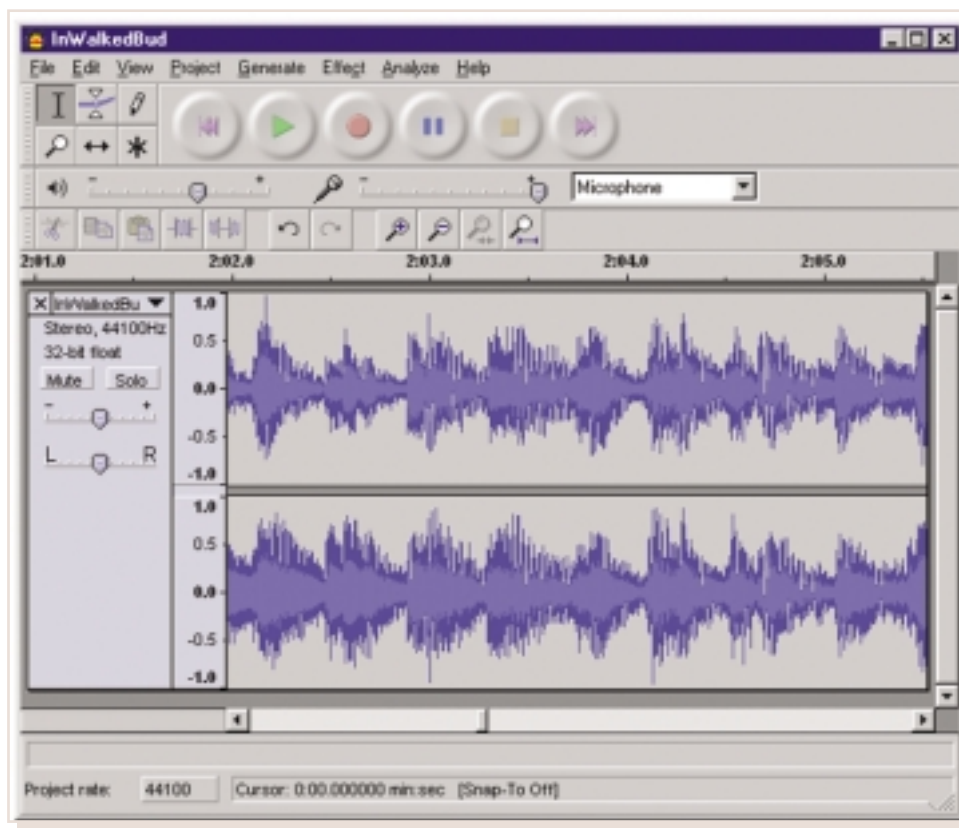 InWalkedBud
File Edit View Project Generate Effect Analyze Help
- + - + Microphone
2:01.0 2:02.0 2:03.0 2:04.0 2:05.0
X InWalkedBu
Stereo, 44100Hz
32-bit float
Mute Solo
- +
L R
1.0
0.5
0.0
-0.5
-1.0
1.0
0.5
0.0
-0.5
-1.0
Project rate: 44100 Cursor: 0:00.000000 min:sec [Snap-To Off]